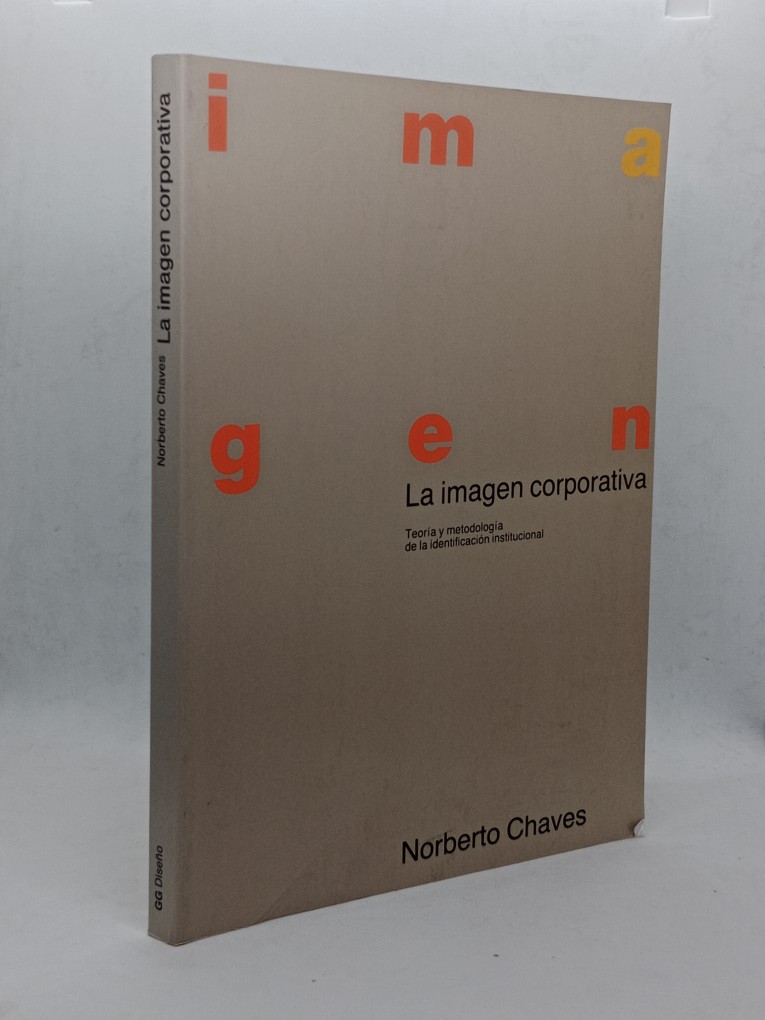 La imagen corporativa
Norberto Chaves
GG Diseño
i m a
g e n
La imagen corporativa
Teoría y metodología
de la identificación institucional
Norberto Chaves